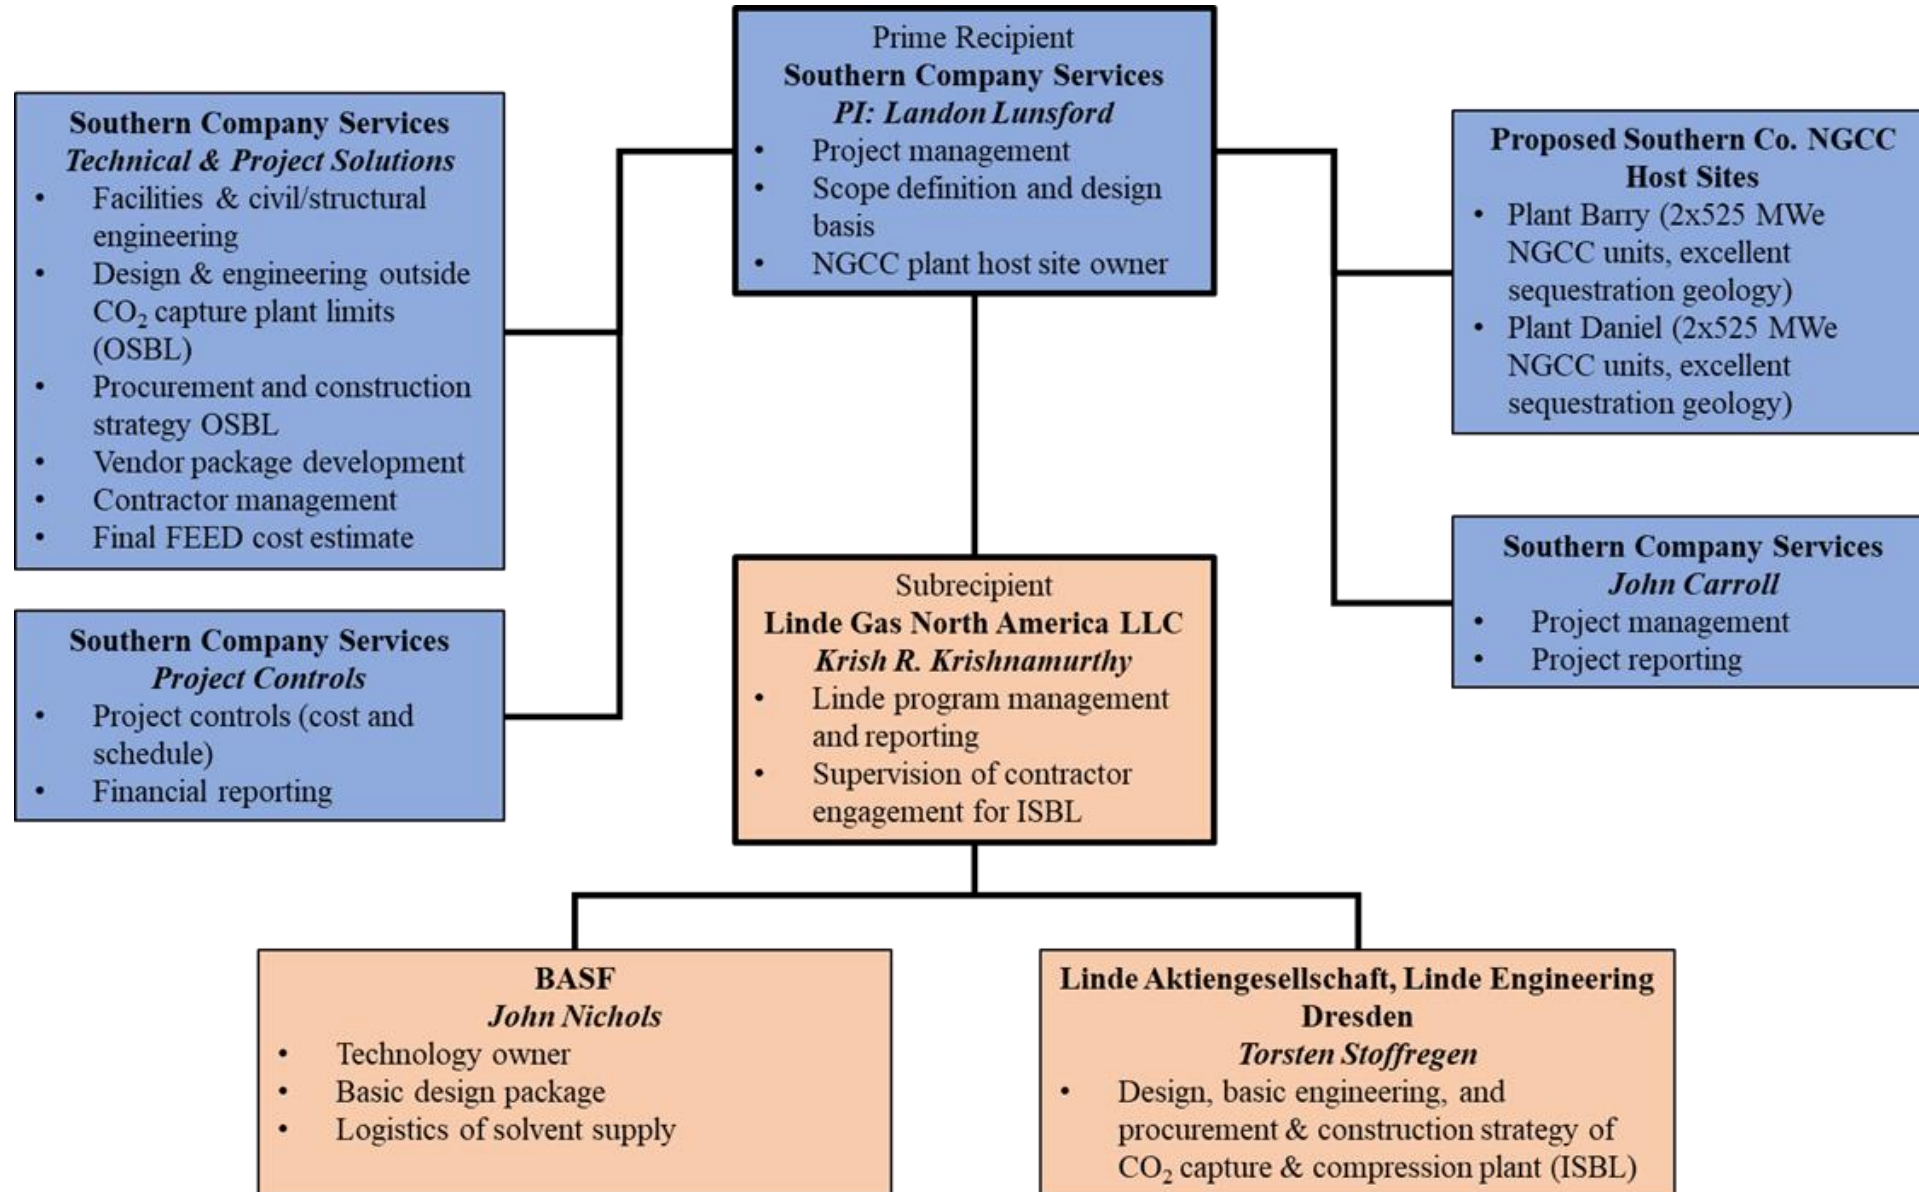 Prime Recipient
Southern Company Services
PI: Landon Lunsford
• Project management
• Scope definition and design
basis
• NGCC plant host site owner
Southern Company Services
Technical & Project Solutions
• Facilities & civil/structural
engineering
• Design & engineering outside
CO₂ capture plant limits
(OSBL)
• Procurement and construction
strategy OSBL
• Vendor package development
• Contractor management
• Final FEED cost estimate
Proposed Southern Co. NGCC
Host Sites
• Plant Barry (2x525 MWe
NGCC units, excellent
sequestration geology)
• Plant Daniel (2x525 MWe
NGCC units, excellent
sequestration geology)
Southern Company Services
John Carroll
• Project management
• Project reporting
Southern Company Services
Project Controls
• Project controls (cost and
schedule)
• Financial reporting
Subrecipient
Linde Gas North America LLC
Krish R. Krishnamurthy
• Linde program management
and reporting
• Supervision of contractor
engagement for ISBL
BASF
John Nichols
• Technology owner
• Basic design package
• Logistics of solvent supply
Linde Aktiengesellschaft, Linde Engineering
Dresden
Torsten Stoffregen
• Design, basic engineering, and
procurement & construction strategy of
CO₂ capture & compression plant (ISBL)